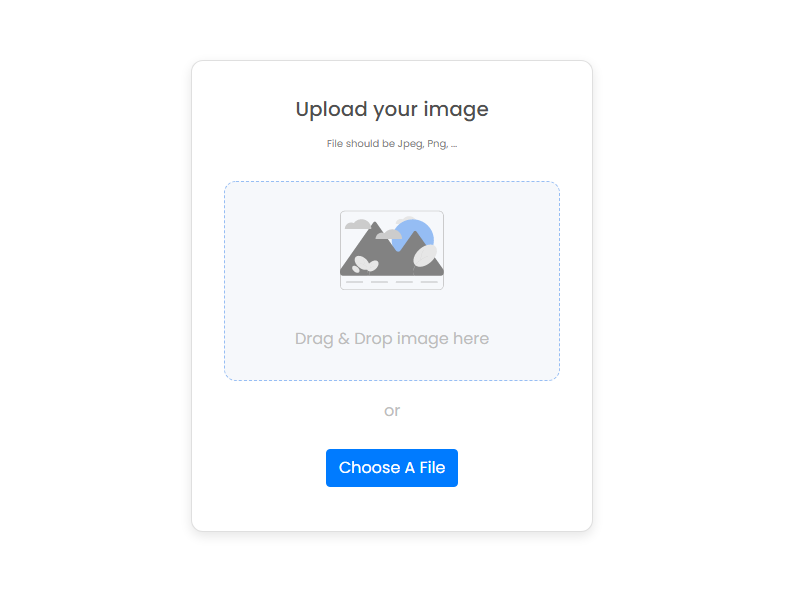 Upload your image
File should be Jpeg, Png, ...
Drag & Drop image here
or
Choose A File